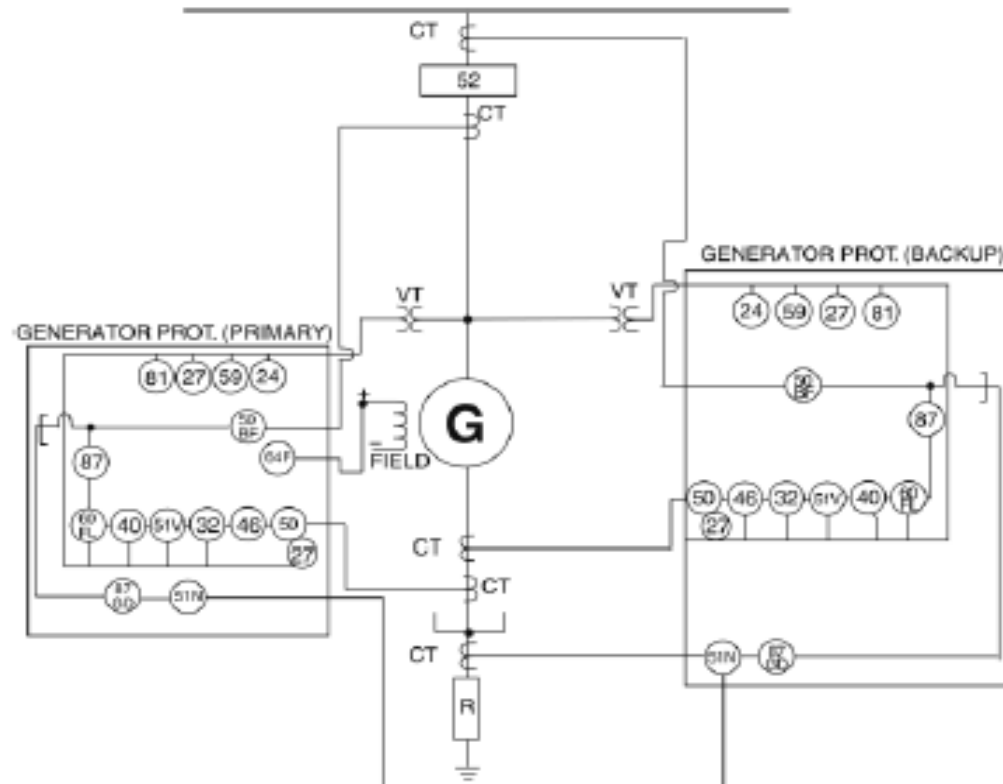 CT
52
CT
GENERATOR PROT. (BACKUP)
VT
VT
24 59 27 81
GENERATOR PROT. (PRIMARY)
81 27 59 24
50 BF
50 BF
G
87
87
64F
FIELD
60 FL 40 51V 32 46 50
27
50 46 32 51V 40 60 FL
27
CT
CT
87 GD 51N
CT
51N 87 GD
R